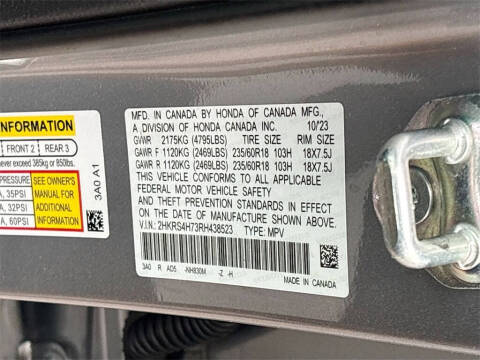 INFORMATION
FRONT 2 REAR 3
never exceed 385kg or 850lbs.
PRESSURE
35PSI
32PSI
60PSI
SEE OWNER'S
MANUAL FOR
ADDITIONAL
INFORMATION
3A0 A1
MFD. IN CANADA BY HONDA OF CANADA MFG.,
A DIVISION OF HONDA CANADA INC. 10/23
GVWR 2175KG (4795LBS) TIRE SIZE RIM SIZE
GAWR F 1120KG (2469LBS) 235/60R18 103H 18X7.5J
GAWR R 1120KG (2469LBS) 235/60R18 103H 18X7.5J
THIS VEHICLE CONFORMS TO ALL APPLICABLE
FEDERAL MOTOR VEHICLE SAFETY
AND THEFT PREVENTION STANDARDS IN EFFECT
ON THE DATE OF MANUFACTURE SHOWN ABOVE.
V.I.N.: 2HKRS4H73RH438523 TYPE: MPV
3A0 R AD5 -NH830M -Z -H
MADE IN CANADA